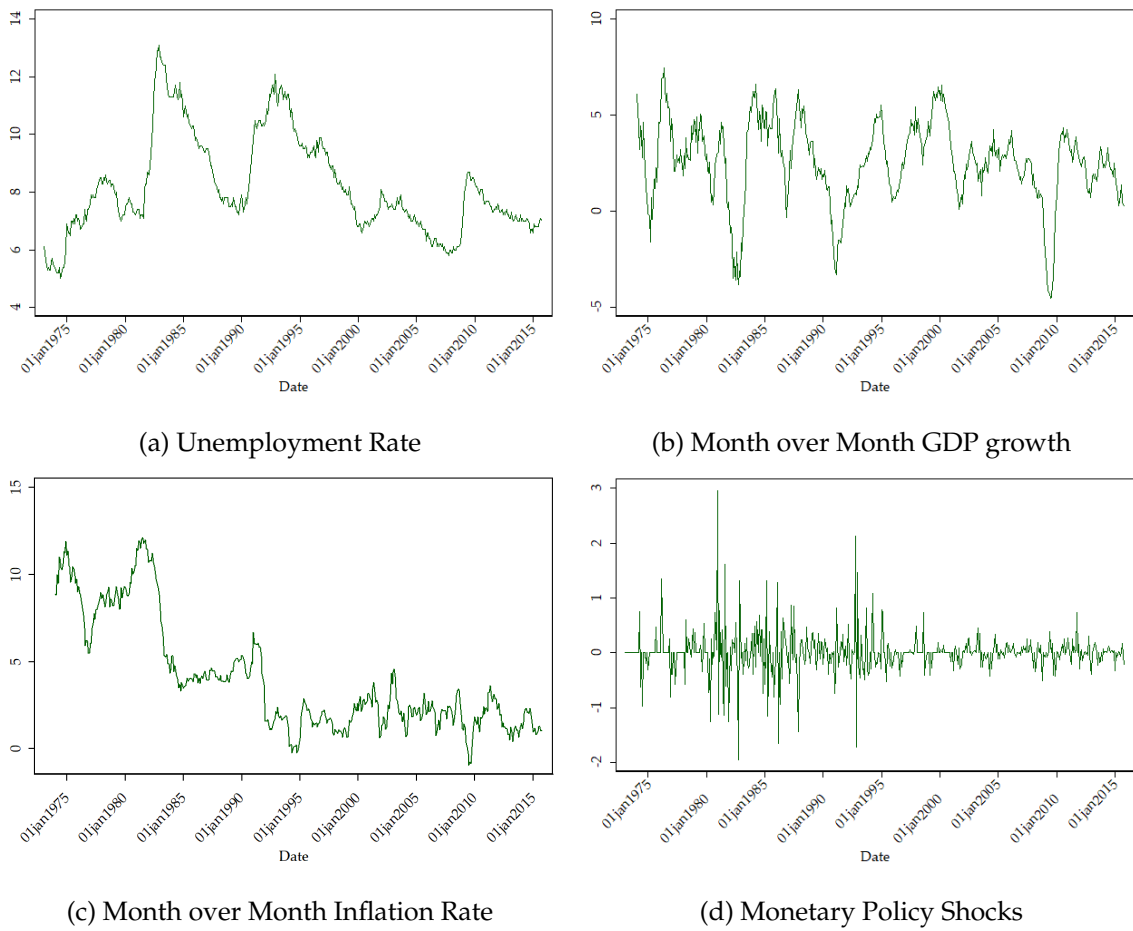 14
12
10
8
6
4
01jan1975
01jan1980
01jan1985
01jan1990
01jan1995
01jan2000
01jan2005
01jan2010
01jan2015
Date
(a) Unemployment Rate
10
5
0
-5
01jan1975
01jan1980
01jan1985
01jan1990
01jan1995
01jan2000
01jan2005
01jan2010
01jan2015
Date
(b) Month over Month GDP growth
15
10
5
0
01jan1975
01jan1980
01jan1985
01jan1990
01jan1995
01jan2000
01jan2005
01jan2010
01jan2015
Date
(c) Month over Month Inflation Rate
3
2
1
0
-1
-2
01jan1975
01jan1980
01jan1985
01jan1990
01jan1995
01jan2000
01jan2005
01jan2010
01jan2015
Date
(d) Monetary Policy Shocks